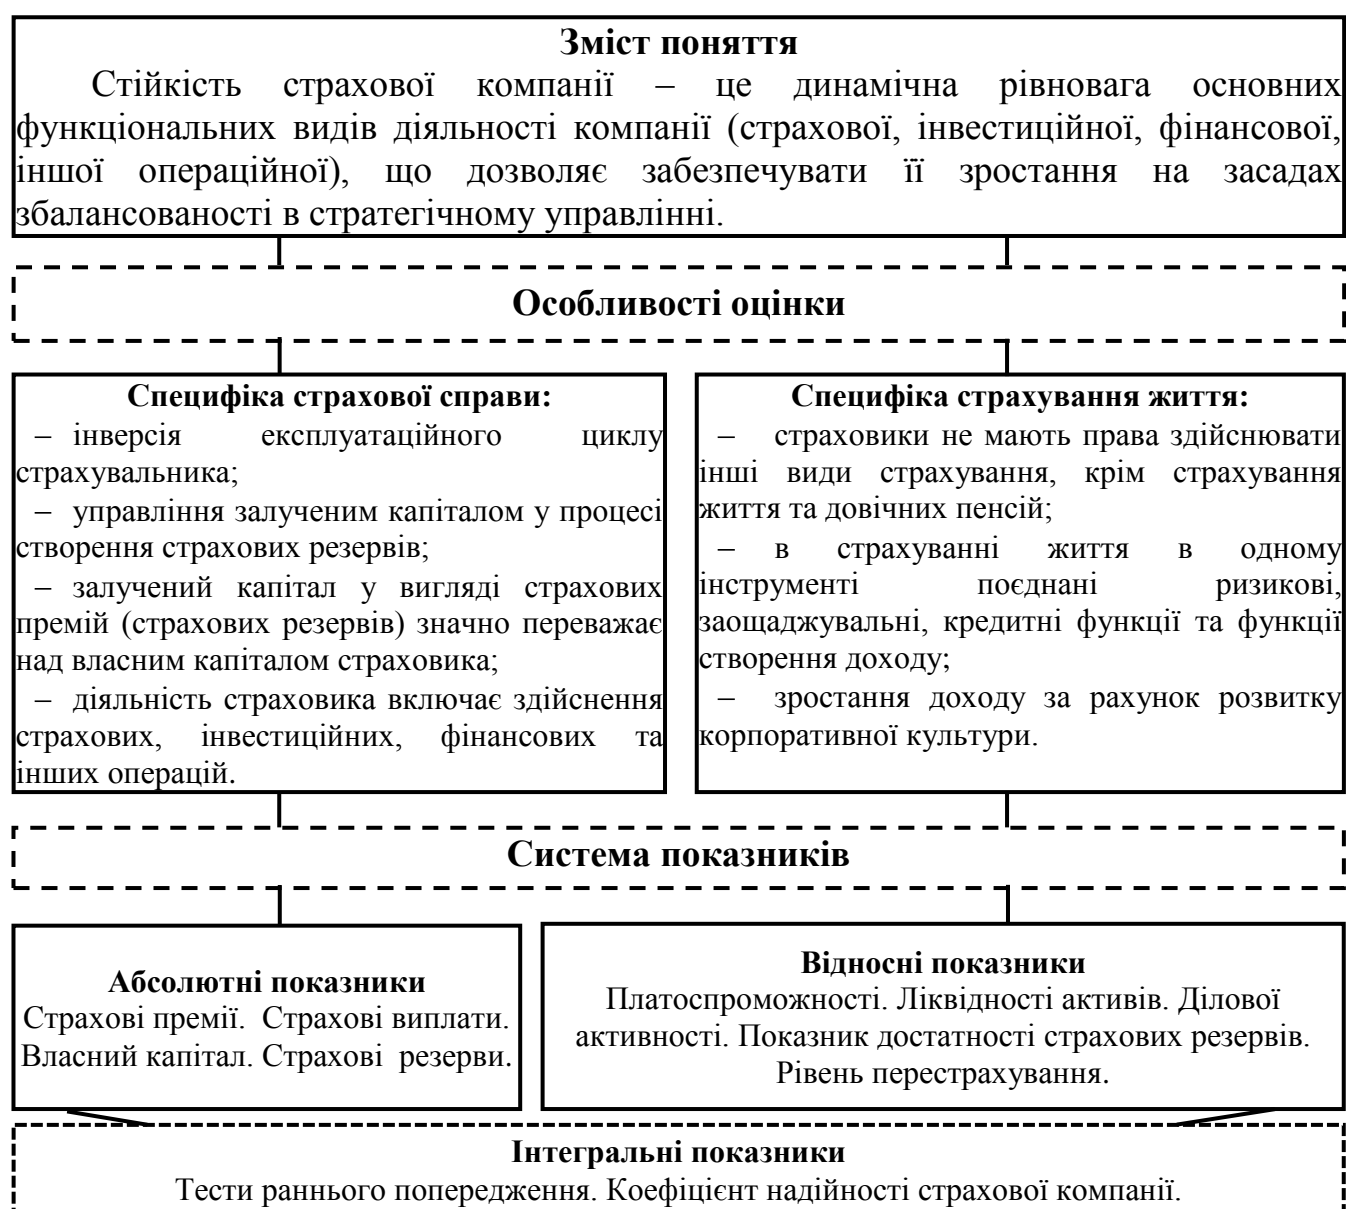 Зміст поняття
Стійкість страхової компанії – це динамічна рівновага основних
функціональних видів діяльності компанії (страхової, інвестиційної, фінансової,
іншої операційної), що дозволяє забезпечувати її зростання на засадах
збалансованості в стратегічному управлінні.
Особливості оцінки
Специфіка страхової справи:
– інверсія експлуатаційного циклу
страхувальника;
– управління залученим капіталом у процесі
створення страхових резервів;
– залучений капітал у вигляді страхових
премій (страхових резервів) значно переважає
над власним капіталом страховика;
– діяльність страховика включає здійснення
страхових, інвестиційних, фінансових та
інших операцій.
Специфіка страхування життя:
– страховики не мають права здійснювати
інші види страхування, крім страхування
життя та довічних пенсій;
– в страхуванні життя в одному
інструменті поєднані ризикові,
заощаджувальні, кредитні функції та функції
створення доходу;
– зростання доходу за рахунок розвитку
корпоративної культури.
Система показників
Абсолютні показники
Страхові премії. Страхові виплати.
Власний капітал. Страхові резерви.
Відносні показники
Платоспроможності. Ліквідності активів. Ділової
активності. Показник достатності страхових резервів.
Рівень перестрахування.
Інтегральні показники
Тести раннього попередження. Коефіцієнт надійності страхової компанії.